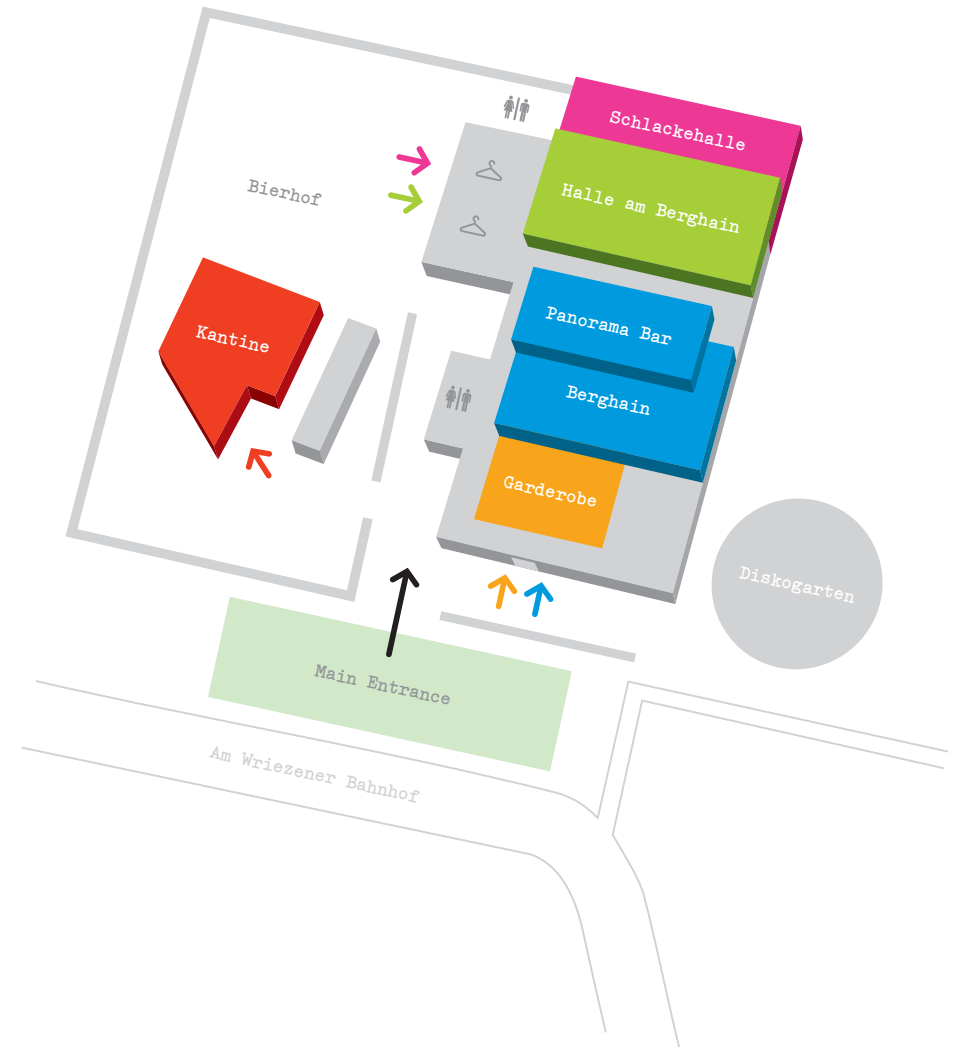 Schlackehalle
Halle am Berghain
Bierhof
Panorama Bar
Kantine
Berghain
Garderobe
Diskogarten
Main Entrance
Am Wriezener Bahnhof